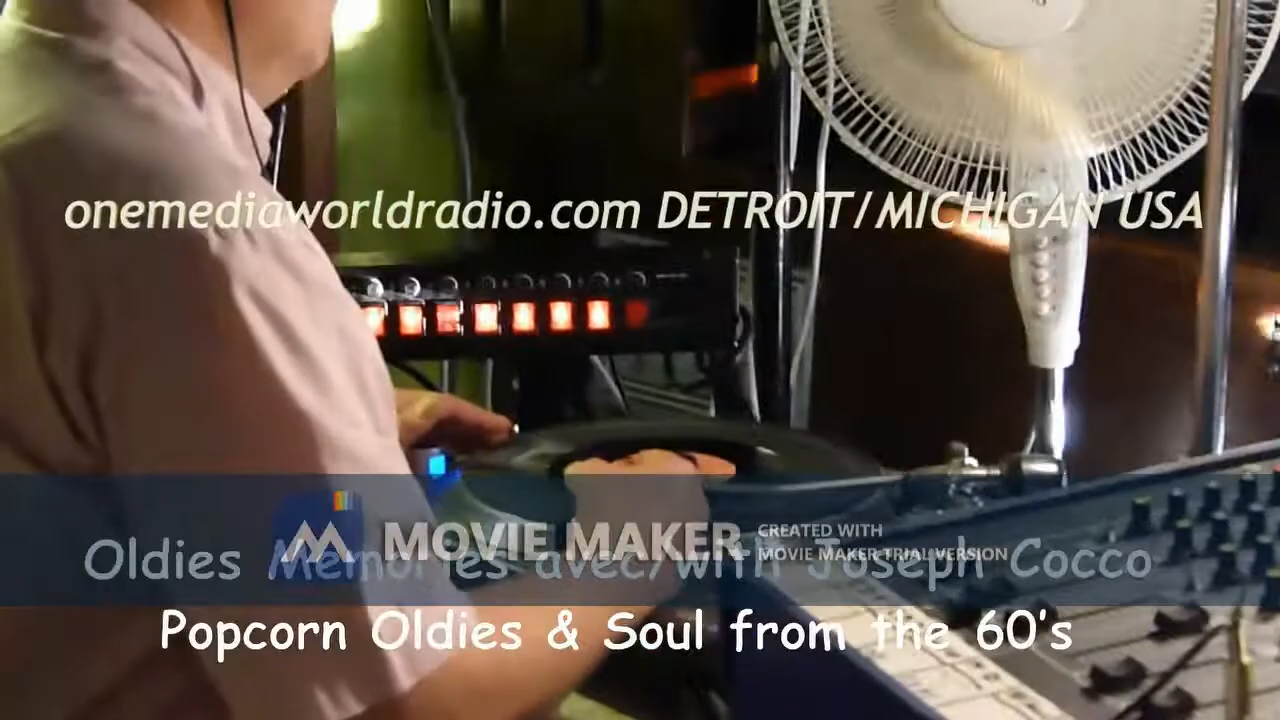 onemediaworldradio.com DETROIT/MICHIGAN USA
MOVIE MAKER
CREATED WITH
MOVIE MAKER TRIAL VERSION
Oldies Memories avec/with Joseph Cocco
Popcorn Oldies & Soul from the 60's